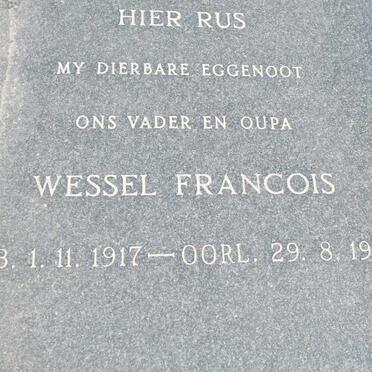 HIER RUS
MY DIERBARE EGGENOOT
ONS VADER EN OUPA
WESSEL FRANCOIS
1. 11. 1917 — OORL. 29. 8. 19